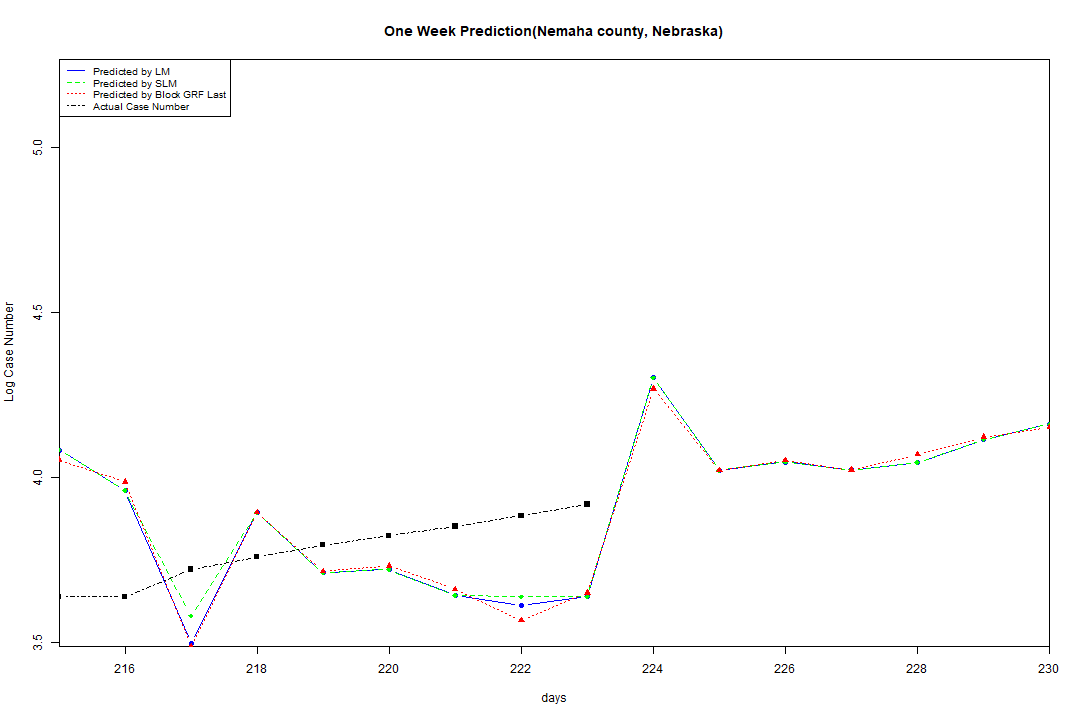 One Week Prediction(Nemaha county, Nebraska)
Predicted by LM
Predicted by SLM
Predicted by Block GRF Last
Actual Case Number
5.0
4.5
4.0
3.5
Log Case Number
216 218 220 222 224 226 228 230
days